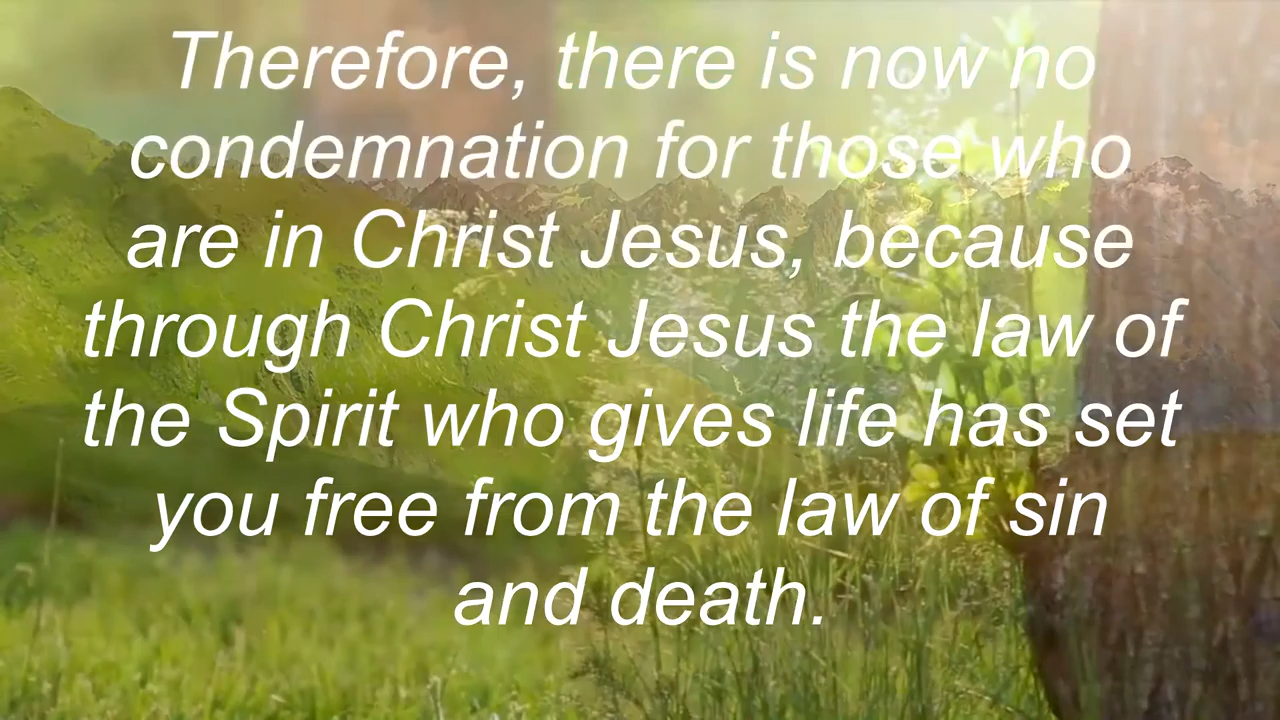 Therefore, there is now no
condemnation for those who
are in Christ Jesus, because
through Christ Jesus the law of
the Spirit who gives life has set
you free from the law of sin
and death.